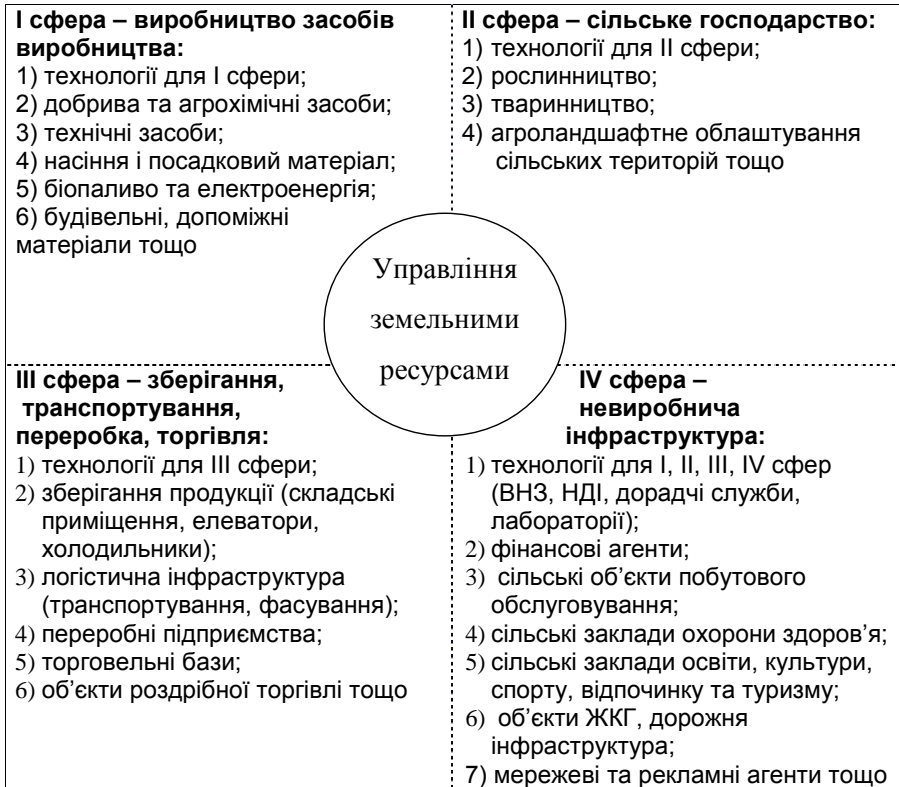 І сфера – виробництво засобів
виробництва:
1) технології для І сфери;
2) добрива та агрохімічні засоби;
3) технічні засоби;
4) насіння і посадковий матеріал;
5) біопаливо та електроенергія;
6) будівельні, допоміжні
матеріали тощо
ІІ сфера – сільське господарство:
1) технології для ІІ сфери;
2) рослинництво;
3) тваринництво;
4) агроландшафтне облаштування
сільських територій тощо
Управління
земельними
ресурсами
ІІІ сфера – зберігання,
транспортування,
переробка, торгівля:
1) технології для ІІІ сфери;
2) зберігання продукції (складські
приміщення, елеватори,
холодильники);
3) логістична інфраструктура
(транспортування, фасування);
4) переробні підприємства;
5) торговельні бази;
6) об’єкти роздрібної торгівлі тощо
IV сфера –
невиробнича
інфраструктура:
1) технології для І, ІІ, ІІІ, IV сфер
(ВНЗ, НДІ, дорадчі служби,
лабораторії);
2) фінансові агенти;
3) сільські об’єкти побутового
обслуговування;
4) сільські заклади охорони здоров’я;
5) сільські заклади освіти, культури,
спорту, відпочинку та туризму;
6) об’єкти ЖКГ, дорожня
інфраструктура;
7) мережеві та рекламні агенти тощо